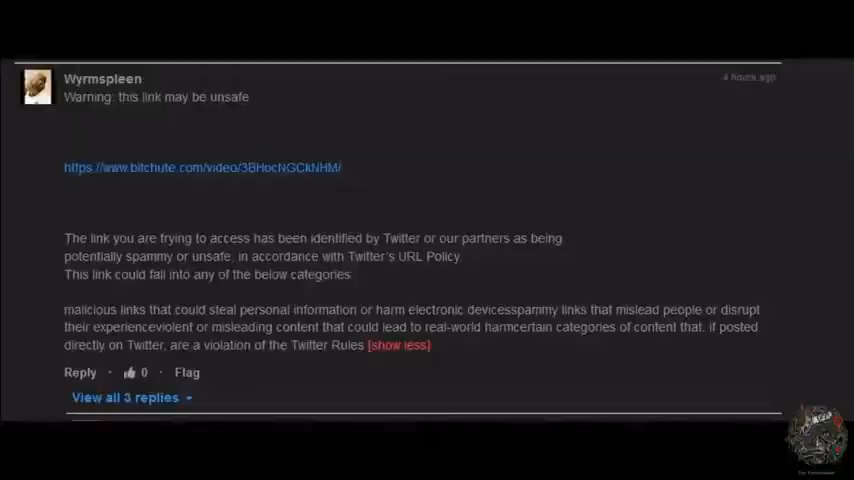 Wyrmspleen
4 hours ago
Warning: this link may be unsafe
https://www.bitchute.com/video/3BHocNGCkNHM/
The link you are trying to access has been identified by Twitter or our partners as being
potentially spammy or unsafe, in accordance with Twitter's URL Policy.
This link could fall into any of the below categories:
malicious links that could steal personal information or harm electronic devicesspammy links that mislead people or disrupt
their experienceviolent or misleading content that could lead to real-world harmcertain categories of content that, if posted
directly on Twitter, are a violation of the Twitter Rules [show less]
Reply · 0 · Flag
View all 3 replies